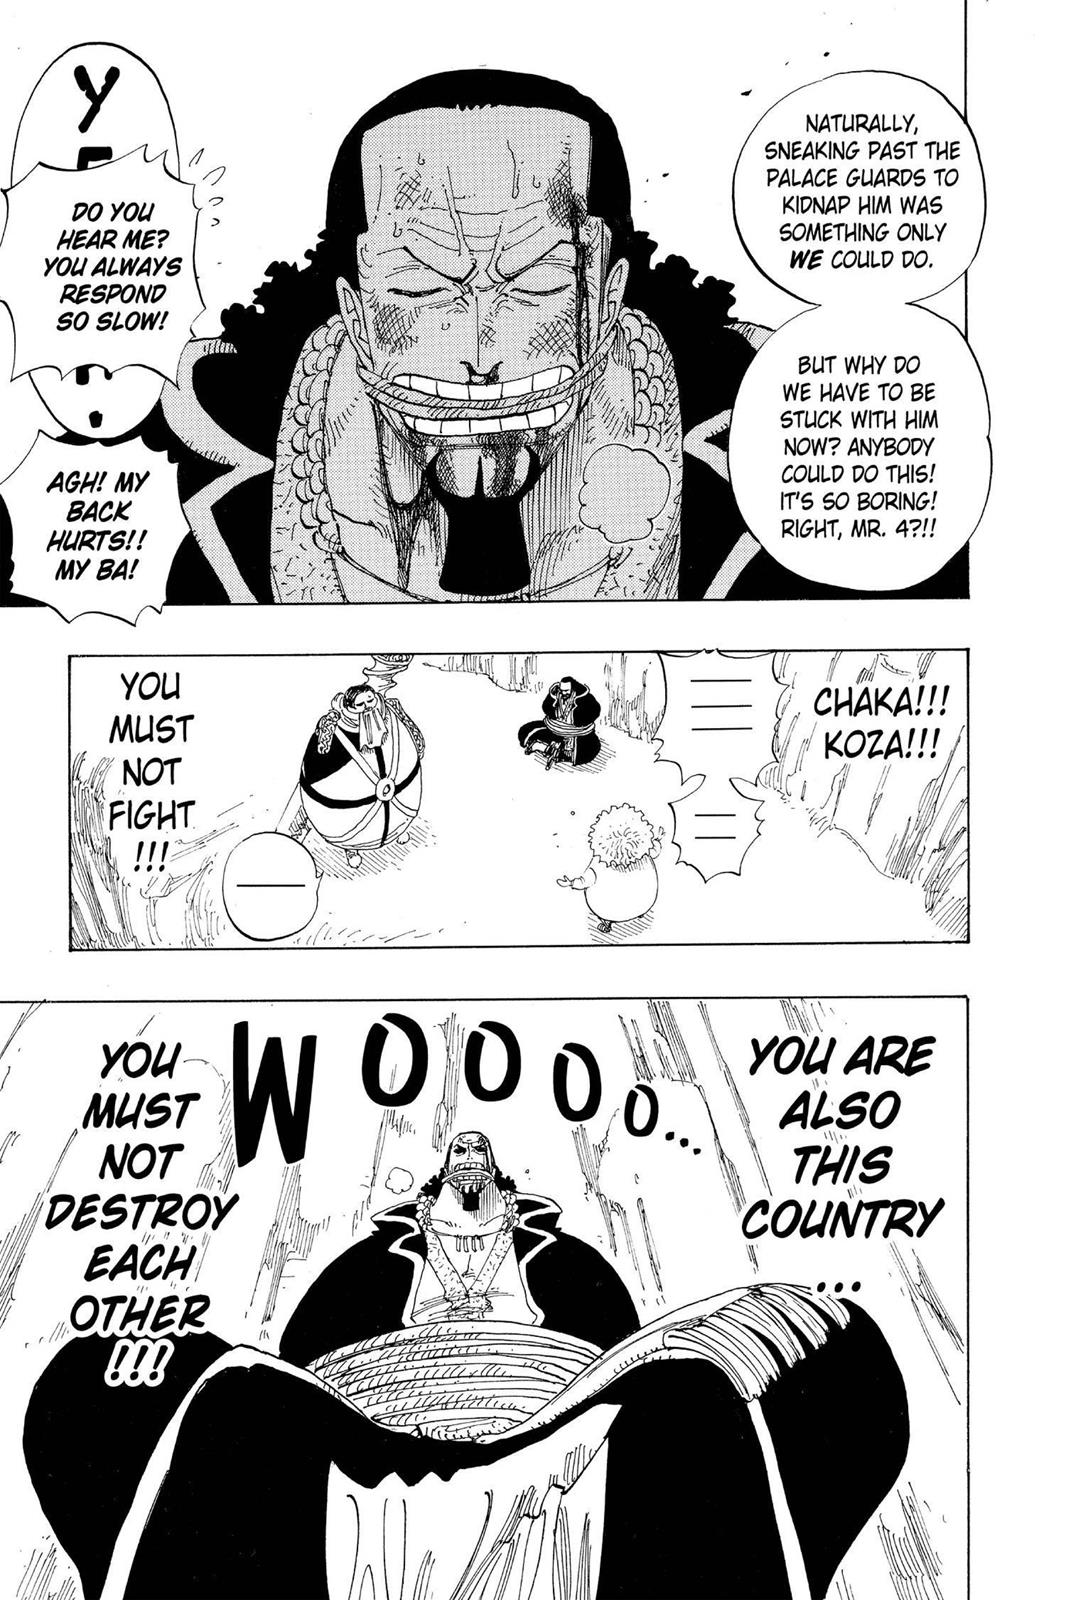 NATURALLY,
SNEAKING PAST THE
PALACE GUARDS TO
KIDNAP HIM WAS
SOMETHING ONLY
WE COULD DO.
BUT WHY DO
WE HAVE TO BE
STUCK WITH HIM
NOW? ANYBODY
COULD DO THIS!
IT'S SO BORING!
RIGHT, MR. 4?!!
DO YOU
HEAR ME?
YOU ALWAYS
RESPOND
SO SLOW!
AGH! MY
BACK
HURTS!!
MY BA!
CHAKA!!!
KOZA!!!
YOU
MUST
NOT
FIGHT
!!!
YOU ARE
ALSO
THIS
COUNTRY
...
WOOOO...
YOU
MUST
NOT
DESTROY
EACH
OTHER
!!!